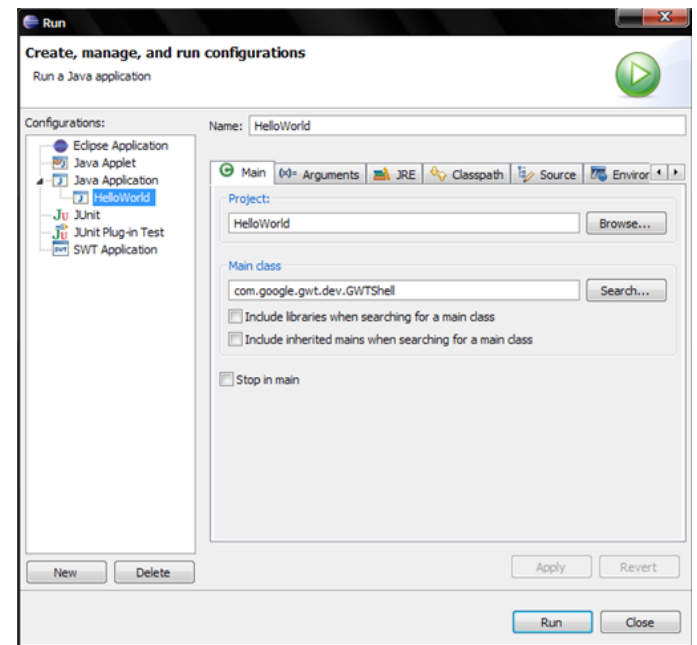 Run
Create, manage, and run configurations
Run a Java application
Configurations:
Eclipse Application
Java Applet
Java Application
HelloWorld
JUnit
JUnit Plug-in Test
SWT Application
New Delete
Name: HelloWorld
Main Arguments JRE Classpath Source Environ
Project:
HelloWorld Browse...
Main class
com.google.gwt.dev.GWTShell Search...
Include libraries when searching for a main class
Include inherited mains when searching for a main class
Stop in main
Apply Revert
Run Close